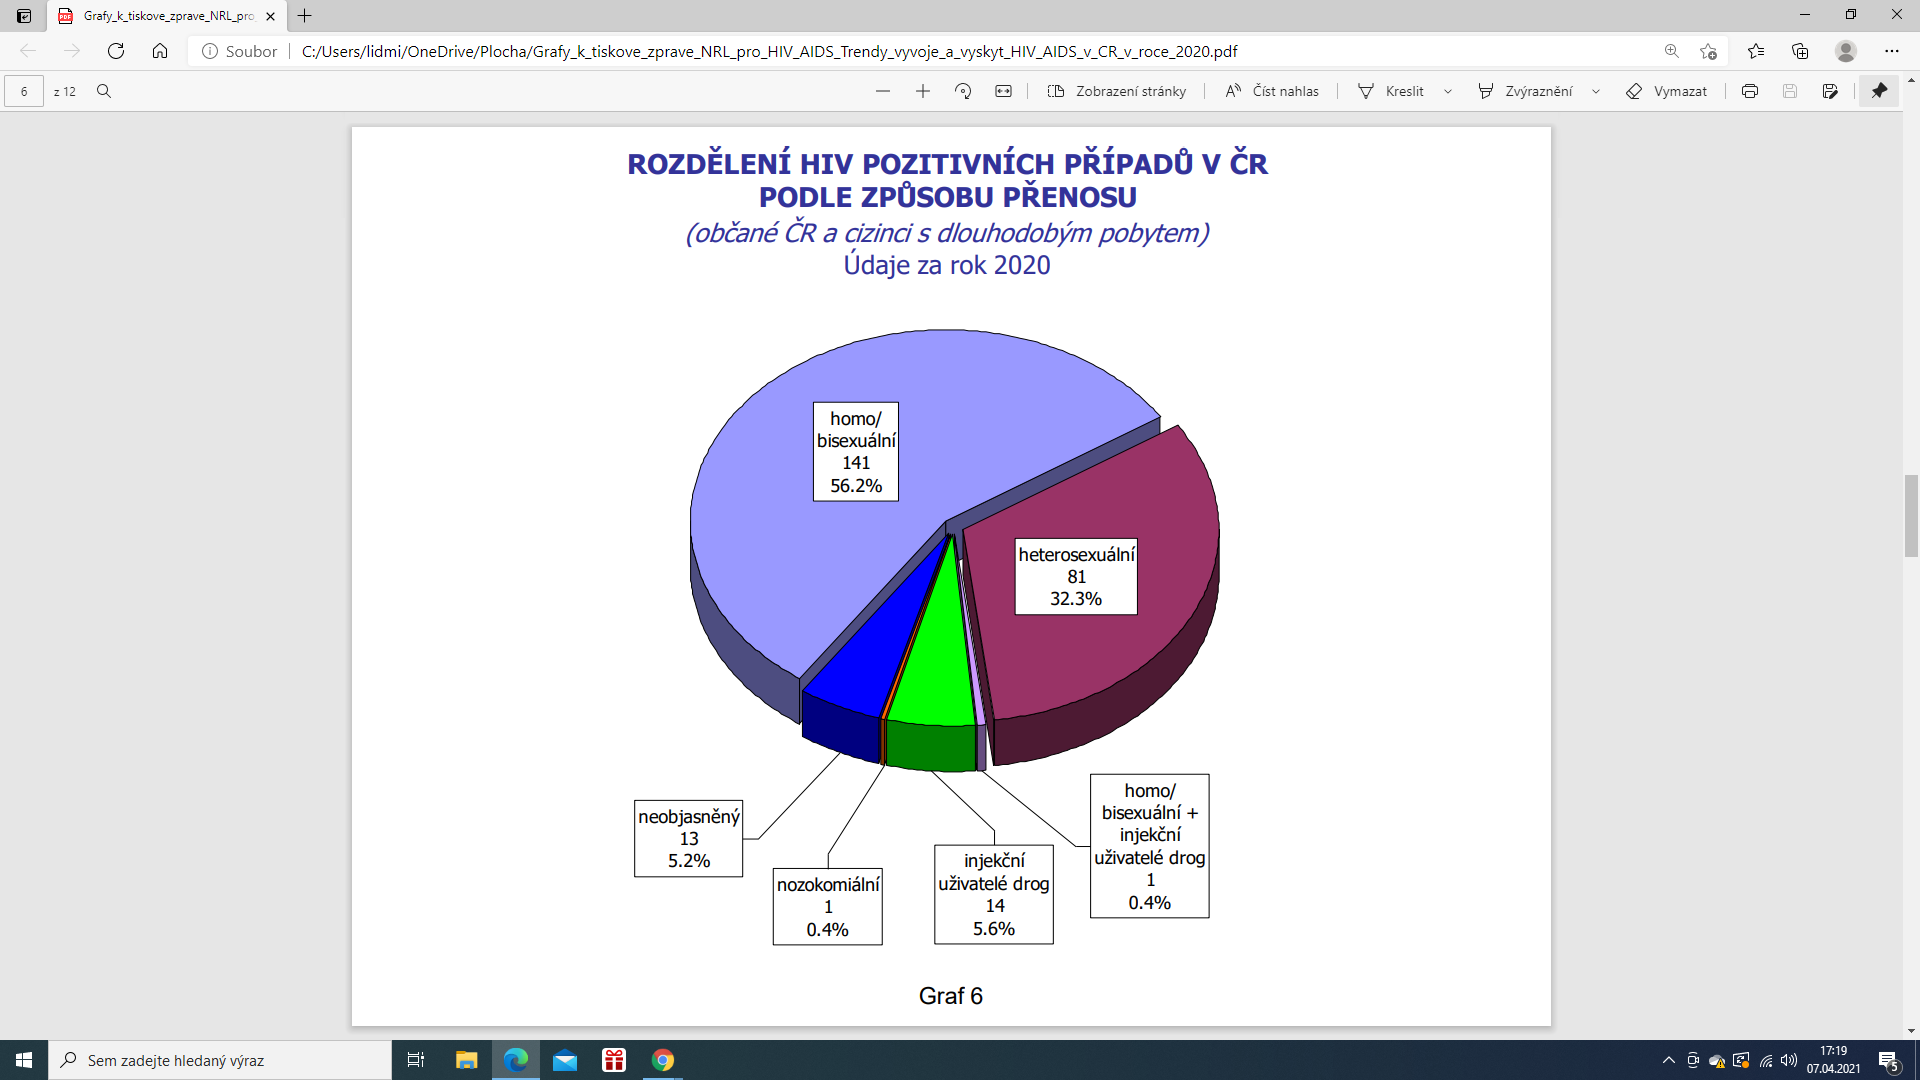 Grafy_k_tiskove_zprave_NRL_pro
Soubor
C:/Users/lidmi/OneDrive/Plocha/Grafy_k_tiskove_zprave_NRL_pro_HIV_AIDS_Trendy_vyvoje_a_vyskyt_HIV_AIDS_v_CR_v_roce_2020.pdf
6 z 12
Zobrazení stránky
Číst nahlas
Kreslit
Zvýraznění
Vymazat
ROZDĚLENÍ HIV POZITIVNÍCH PŘÍPADŮ V ČR
PODLE ZPŮSOBU PŘENOSU
(občané ČR a cizinci s dlouhodobým pobytem)
Údaje za rok 2020
homo/
bisexuální
141
56.2%
heterosexuální
81
32.3%
neobjasněný
13
5.2%
nozokomiální
1
0.4%
injekční
uživatelé drog
14
5.6%
homo/
bisexuální +
injekční
uživatelé drog
1
0.4%
Graf 6
Sem zadejte hledaný výraz
17:19
07.04.2021
5